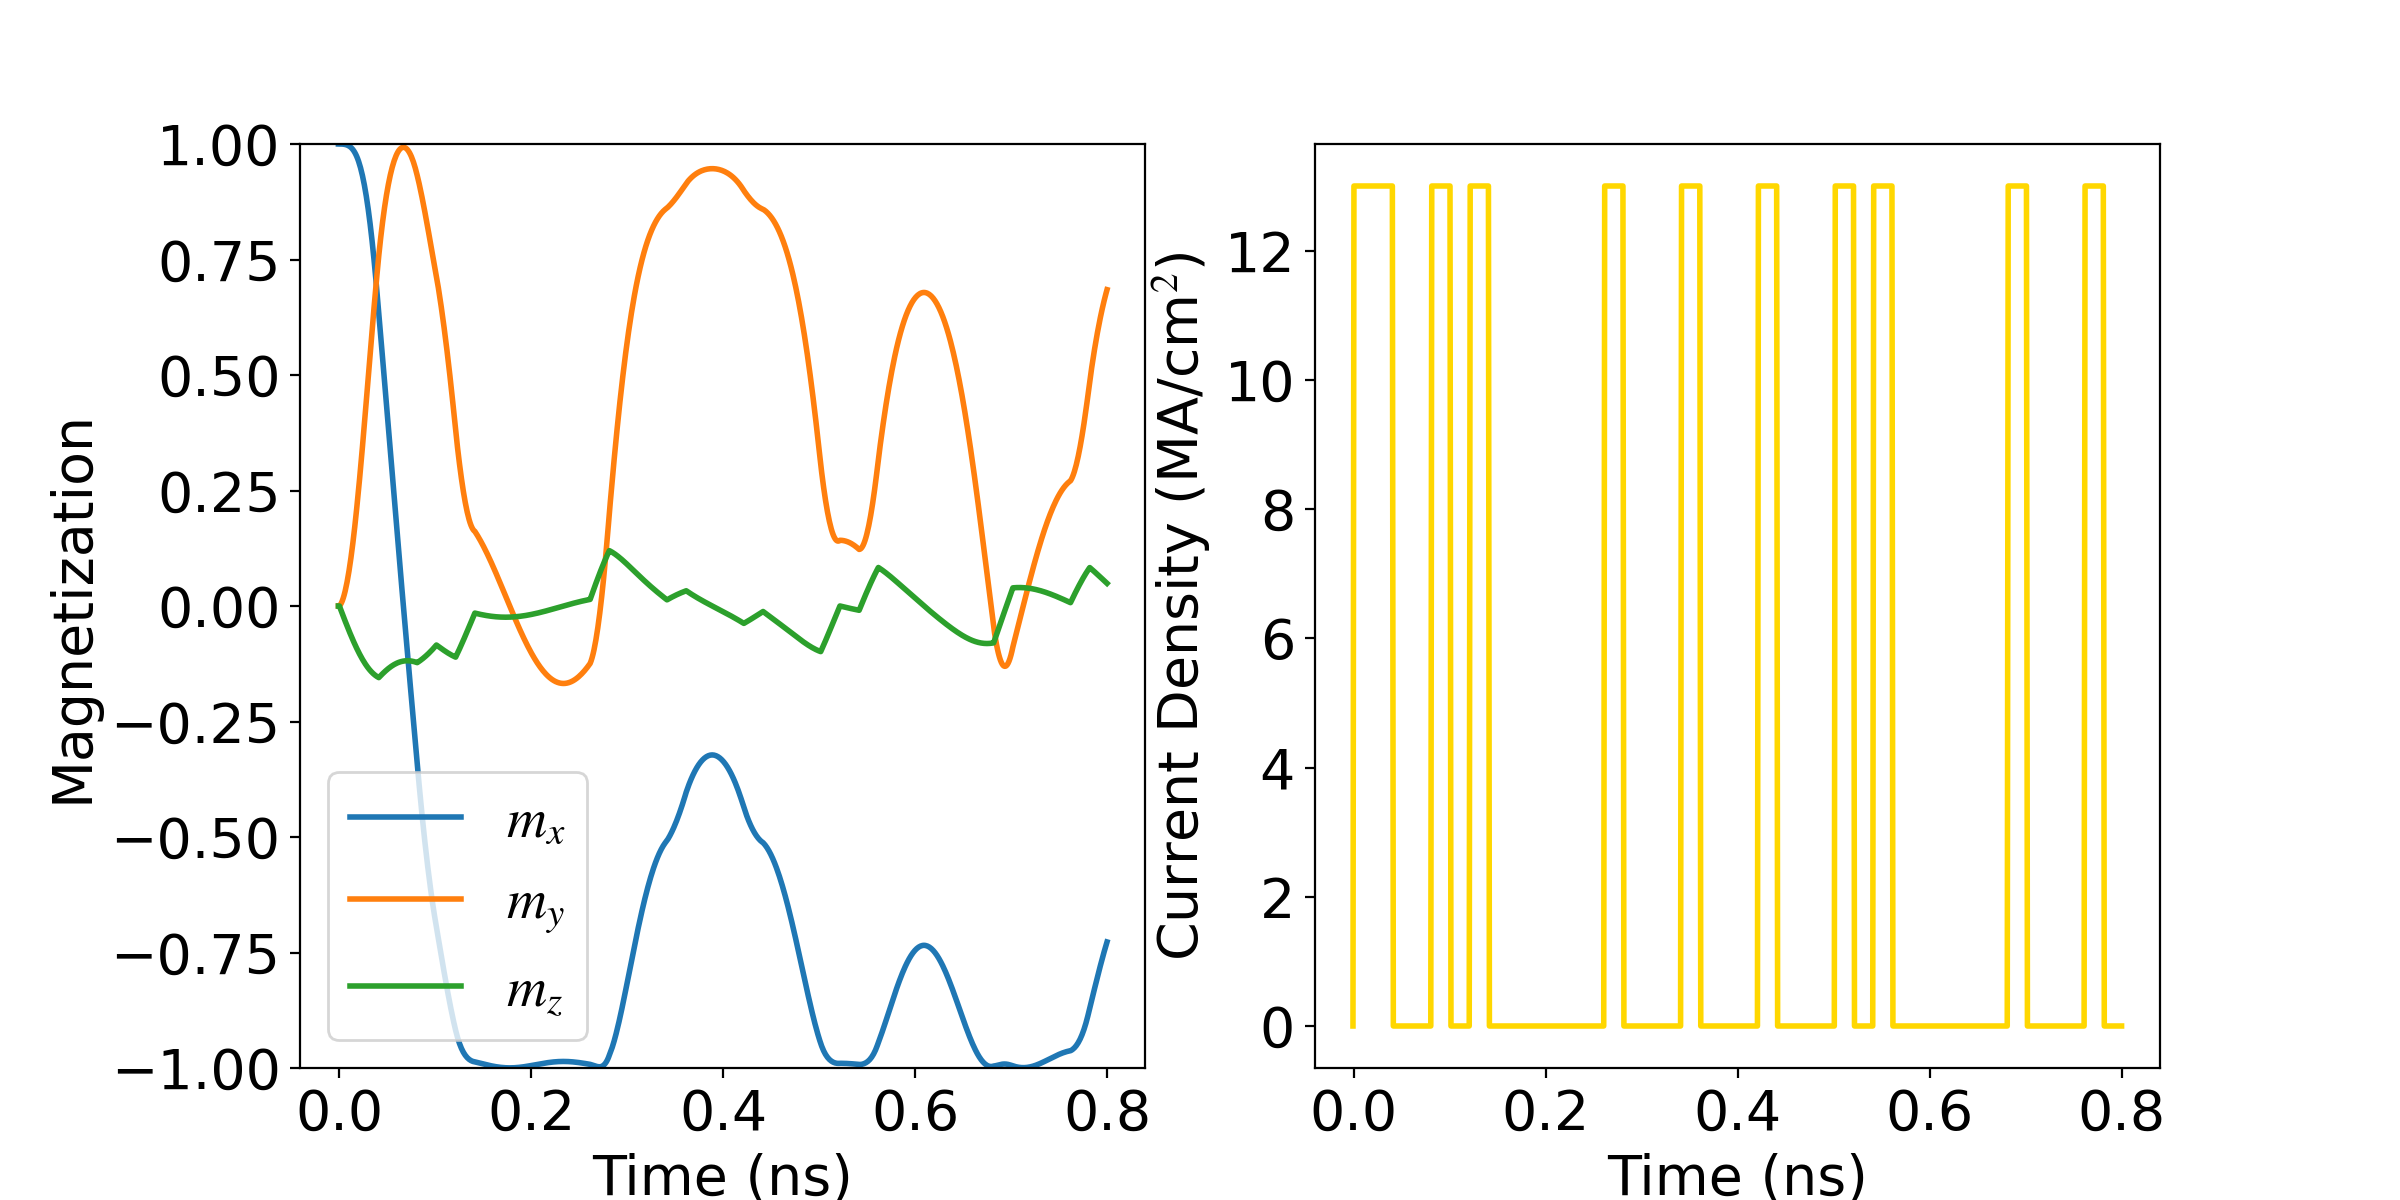 1.00
0.75
0.50
0.25
0.00
−0.25
−0.50
−0.75
−1.00
Magnetization
0.0 0.2 0.4 0.6 0.8
Time (ns)
m_x
m_y
m_z
12
10
8
6
4
2
0
Current Density (MA/cm²)
0.0 0.2 0.4 0.6 0.8
Time (ns)